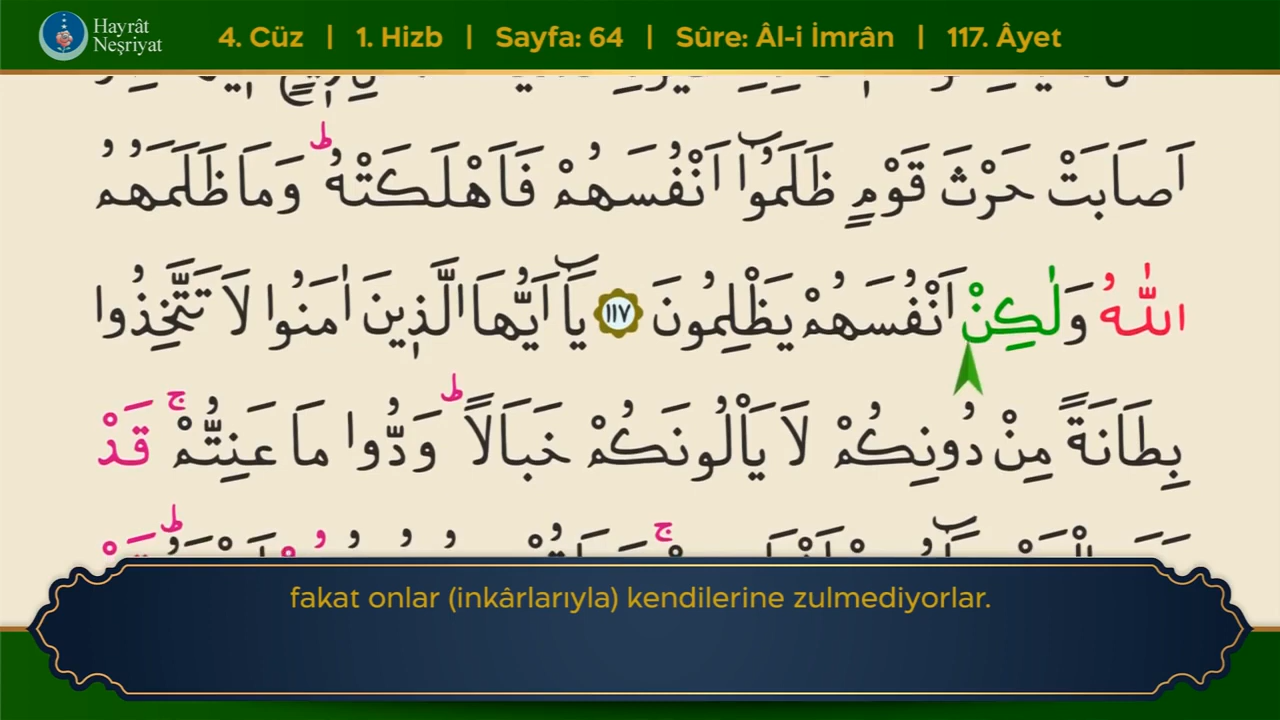 Hayrât
Neşriyat
4. Cüz | 1. Hizb | Sayfa: 64 | Sûre: Âl-i İmrân | 117. Âyet
اَصَابَتْ حَرْثَ قَوْمٍ ظَلَمُٓوا اَنْفُسَهُمْ فَاَهْلَكَتْهُۜ وَمَا ظَلَمَهُمُ
اللّٰهُ وَلٰكِنْ اَنْفُسَهُمْ يَظْلِمُونَ ﴿١١٧﴾ يَٓا اَيُّهَا الَّذ۪ينَ اٰمَنُوا لَا تَتَّخِذُوا
بِطَانَةً مِنْ دُونِكُمْ لَا يَأْلُونَكُمْ خَبَالًاۜ وَدُّوا مَا عَنِتُّمْۚ قَدْ
fakat onlar (inkârlarıyla) kendilerine zulmediyorlar.